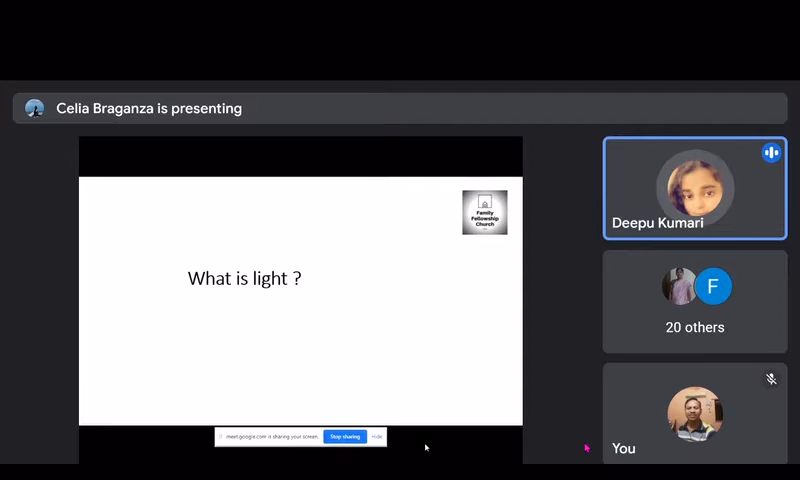 Celia Braganza is presenting
Family
Fellowship
Church
What is light ?
meet.google.com is sharing your screen.
Stop sharing
Hide
Deepu Kumari
F
20 others
You